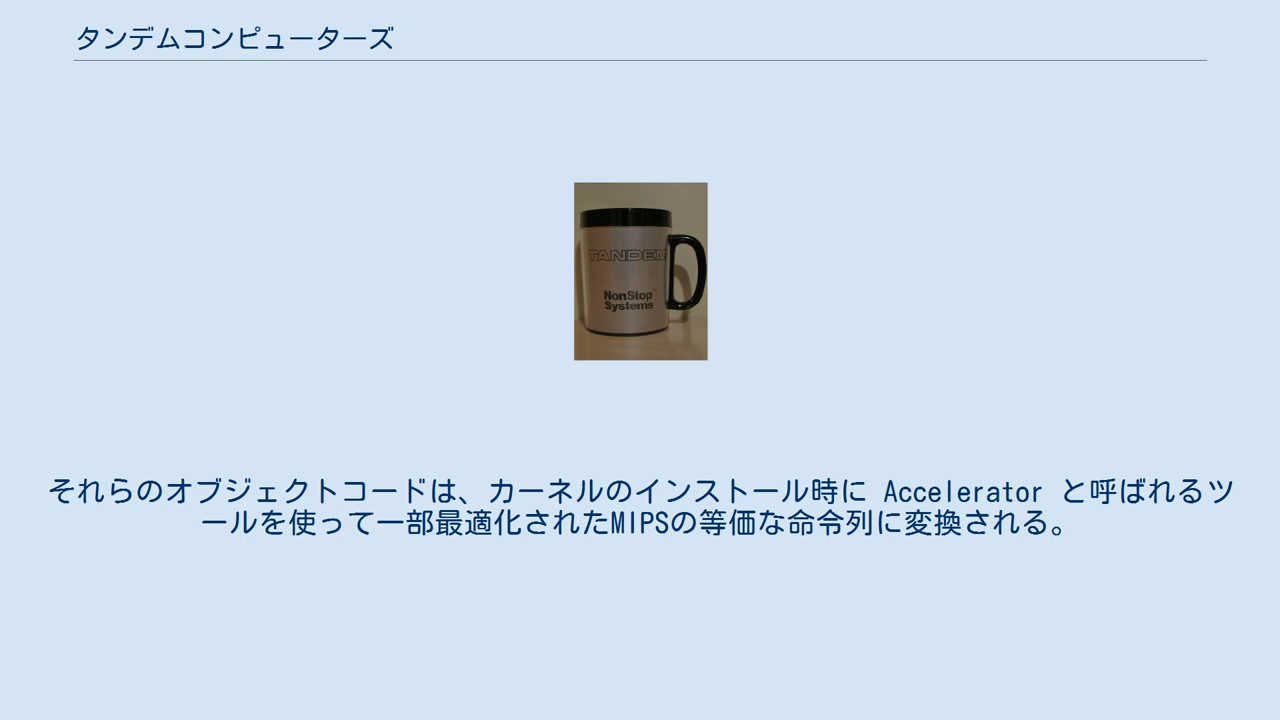 タンデムコンピューターズ
TANDEM
NonStop
Systems
それらのオブジェクトコードは、カーネルのインストール時に Accelerator と呼ばれるツ
ールを使って一部最適化されたMIPSの等価な命令列に変換される。